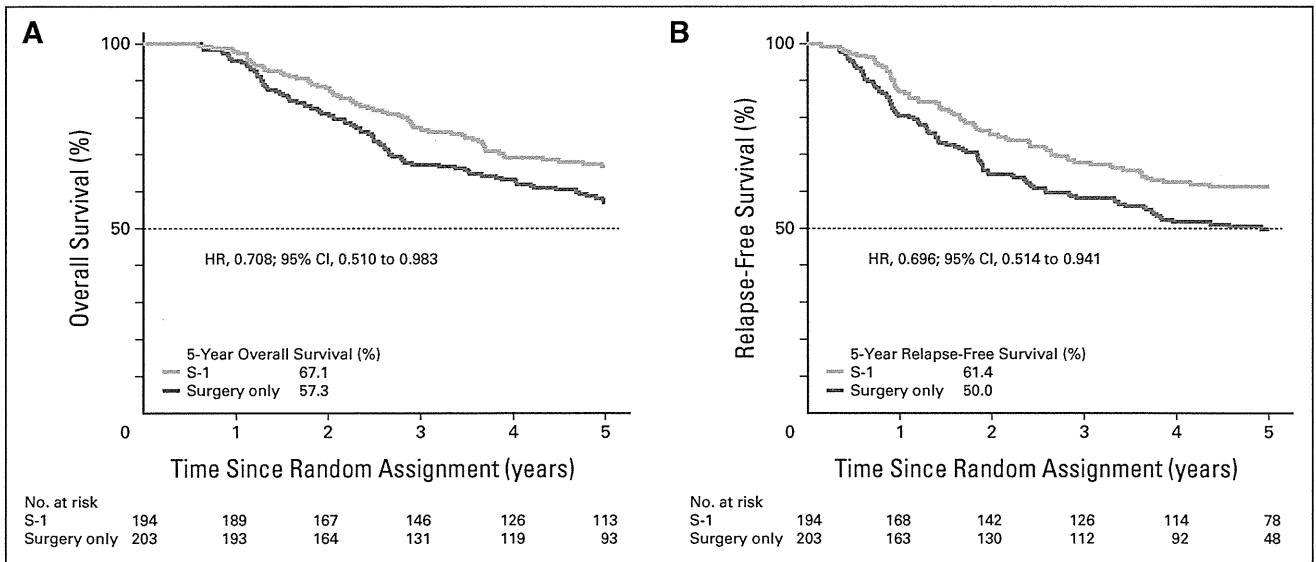 A
100
50
Overall Survival (%)
HR, 0.708; 95% CI, 0.510 to 0.983
5-Year Overall Survival (%)
S-1 67.1
Surgery only 57.3
0 1 2 3 4 5
Time Since Random Assignment (years)
No. at risk
S-1 194 189 167 146 126 113
Surgery only 203 193 164 131 119 93
B
100
50
Relapse-Free Survival (%)
HR, 0.696; 95% CI, 0.514 to 0.941
5-Year Relapse-Free Survival (%)
S-1 61.4
Surgery only 50.0
0 1 2 3 4 5
Time Since Random Assignment (years)
No. at risk
S-1 194 168 142 126 114 78
Surgery only 203 163 130 112 92 48